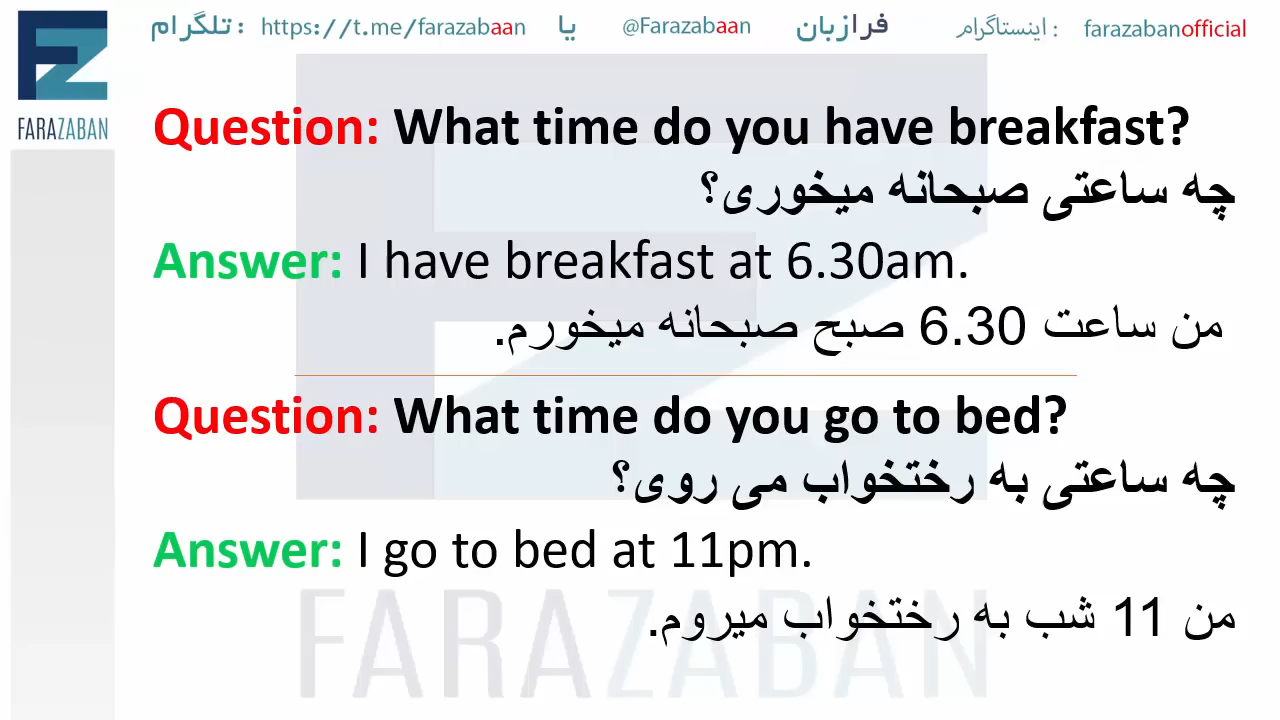 تلگرام : https://t.me/farazabaan یا @Farazabaan فرازبان اینستاگرام : farazabanofficial
FARAZABAN
Question: What time do you have breakfast?
چه ساعتی صبحانه میخوری؟
Answer: I have breakfast at 6.30am.
من ساعت 6.30 صبح صبحانه میخورم.
Question: What time do you go to bed?
چه ساعتی به رختخواب می روی؟
Answer: I go to bed at 11pm.
من 11 شب به رختخواب میروم.
FARAZABAN